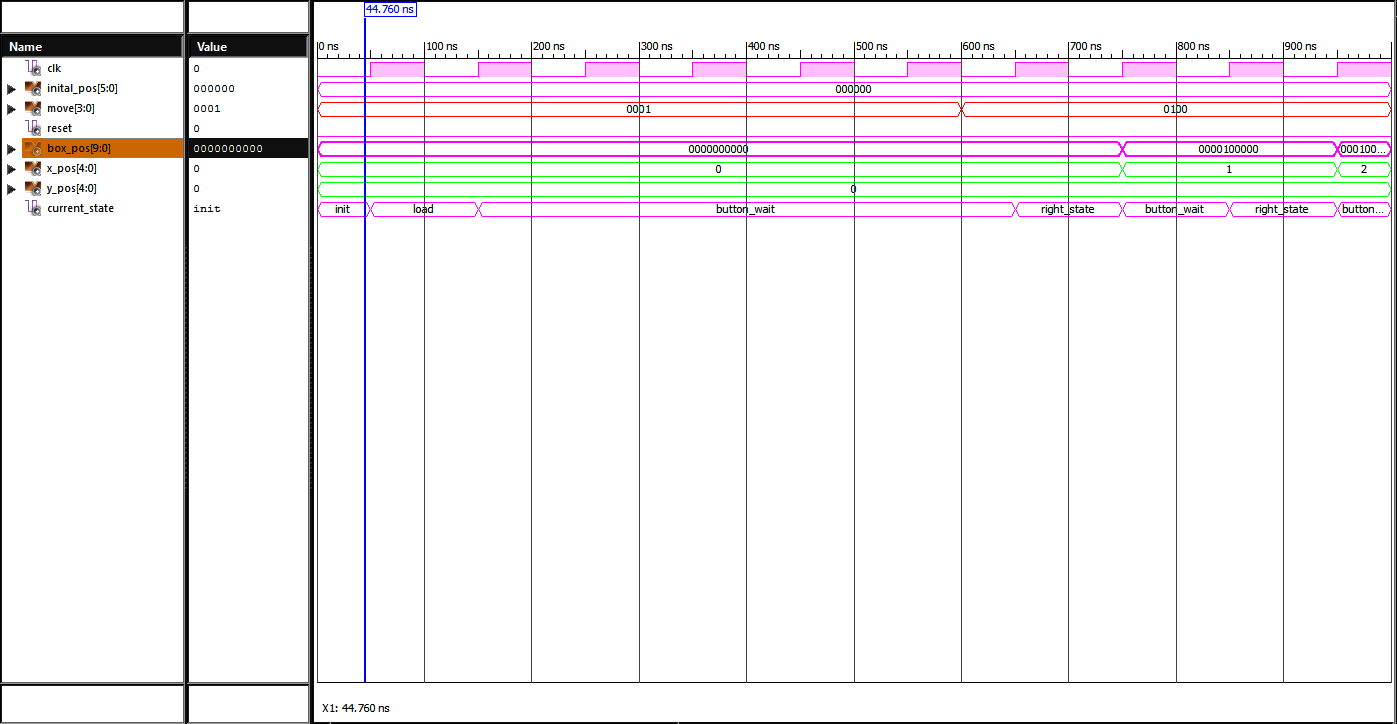 44.760 ns
Name Value 0 ns 100 ns 200 ns 300 ns 400 ns 500 ns 600 ns 700 ns 800 ns 900 ns
clk 0
inital_pos[5:0] 000000 000000
move[3:0] 0001 0001 0100
reset 0
box_pos[9:0] 0000000000 0000000000 0000100000 000100...
x_pos[4:0] 0 0 1 2
y_pos[4:0] 0 0
current_state init init load button_wait right_state button_wait right_state button...
X1: 44.760 ns